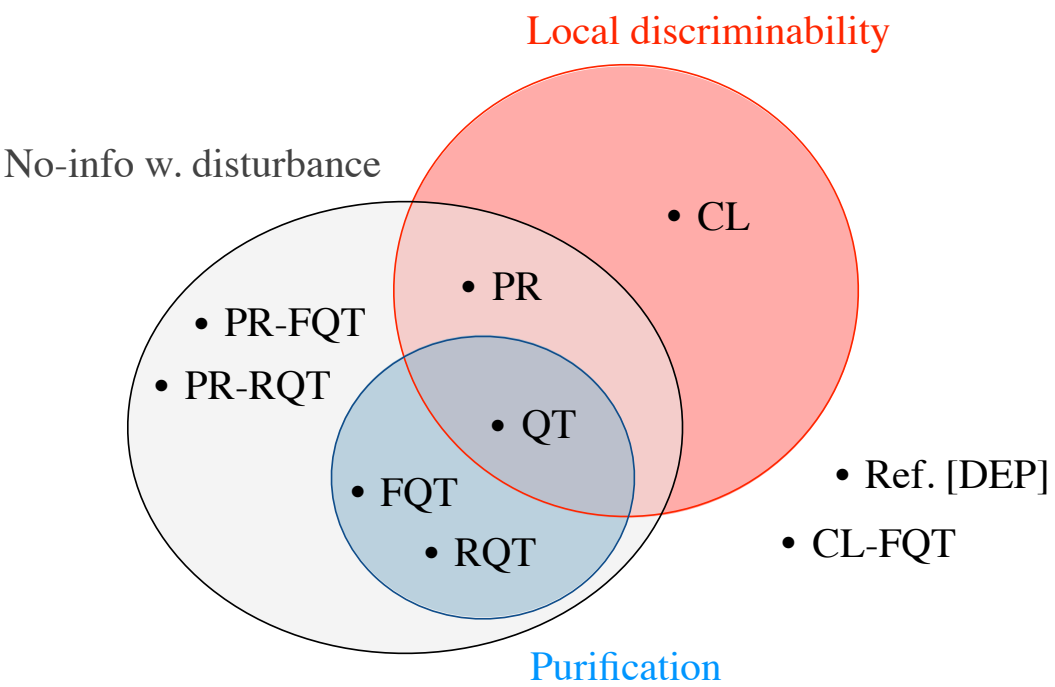 Local discriminability
No-info w. disturbance
• CL
• PR
• PR-FQT
• PR-RQT
• QT
• Ref. [DEP]
• FQT
• CL-FQT
• RQT
Purification